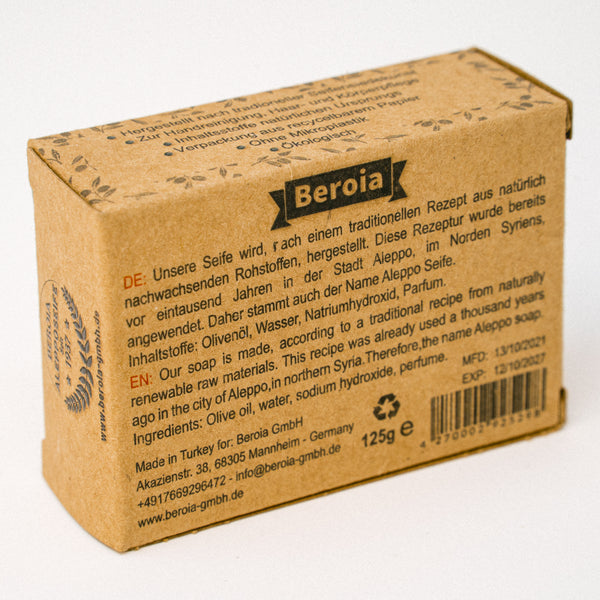 • Hergestellt nach traditioneller Seifensiedekunst
• Zur Handreinigung, Haar- und Körperpflege
• Inhaltsstoffe natürlichen Ursprungs
• Verpackung aus recycelbarem Papier
• Ohne Mikroplastik
• Ökologisch
Beroia
DE: Unsere Seife wird, nach einem traditionellen Rezept aus natürlich
nachwachsenden Rohstoffen, hergestellt. Diese Rezeptur wurde bereits
vor eintausend Jahren in der Stadt Aleppo, im Norden Syriens,
angewendet. Daher stammt auch der Name Aleppo Seife.
Inhaltsstoffe: Olivenöl, Wasser, Natriumhydroxid, Parfum.
EN: Our soap is made, according to a traditional recipe from naturally
renewable raw materials. This recipe was already used a thousand years
ago in the city of Aleppo,in northern Syria.Therefore,the name Aleppo soap.
Ingredients: Olive oil, water, sodium hydroxide, perfume.
MFD: 13/10/2021
EXP: 12/10/2027
Made in Turkey for: Beroia GmbH
Akazienstr. 38, 68305 Mannheim - Germany
+4917669296472 - info@beroia-gmbh.de
www.beroia-gmbh.de
125g e
www.beroia-gmbh.de